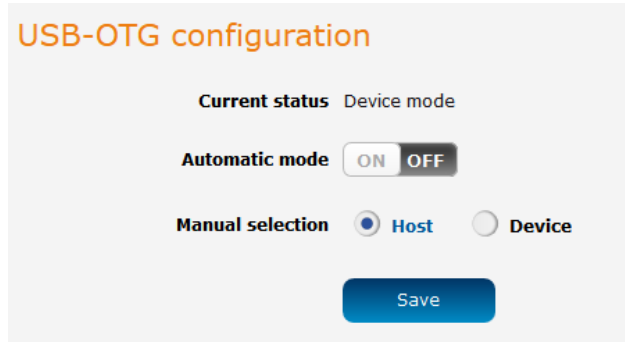 USB-OTG configuration
Current status Device mode
Automatic mode ON OFF
Manual selection Host Device
Save